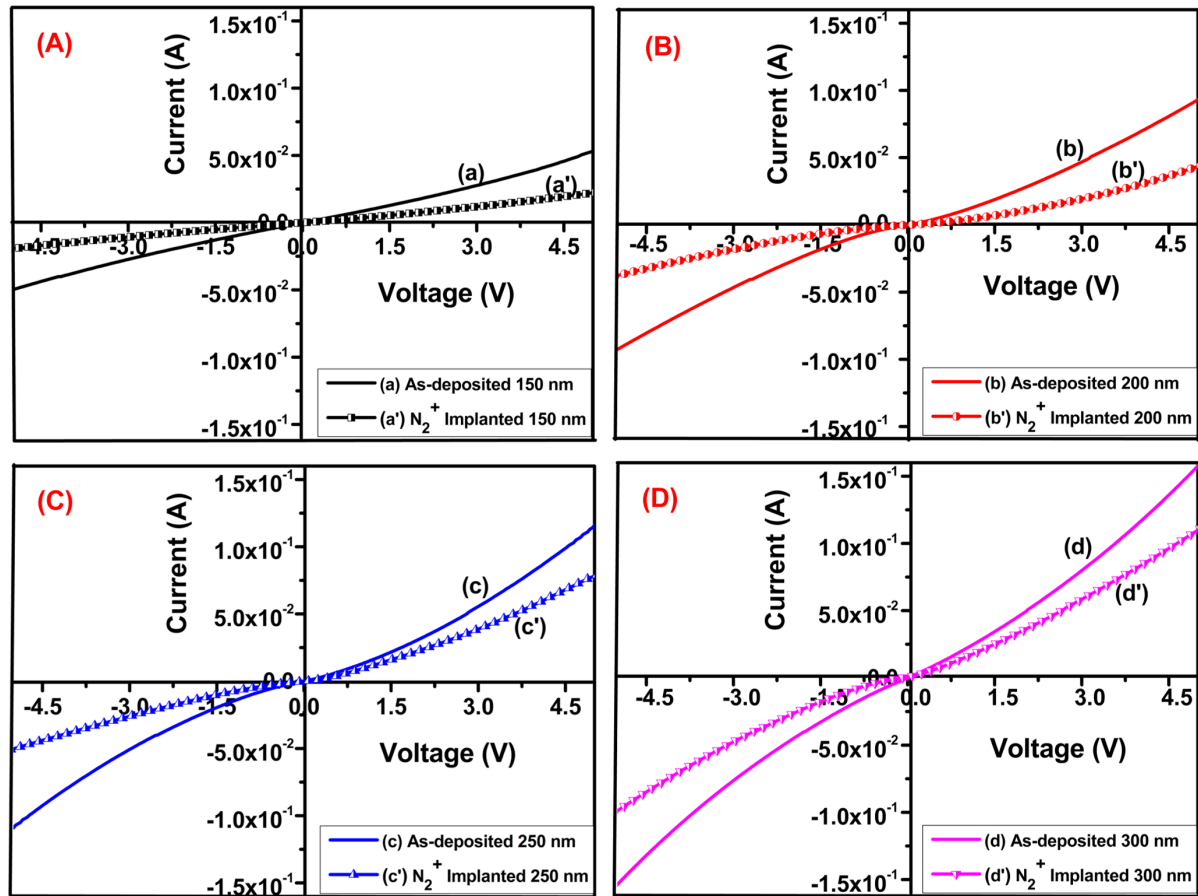 (A)
Current (A)
1.5x10⁻¹
1.0x10⁻¹
5.0x10⁻²
0.0
-5.0x10⁻²
-1.0x10⁻¹
-1.5x10⁻¹
-4.5 -3.0 -1.5 0.0 1.5 3.0 4.5
Voltage (V)
(a)
(a')
(a) As-deposited 150 nm
(a') N₂⁺ Implanted 150 nm
(B)
Current (A)
1.5x10⁻¹
1.0x10⁻¹
5.0x10⁻²
0.0
-5.0x10⁻²
-1.0x10⁻¹
-1.5x10⁻¹
-4.5 -3.0 -1.5 0.0 1.5 3.0 4.5
Voltage (V)
(b)
(b')
(b) As-deposited 200 nm
(b') N₂⁺ Implanted 200 nm
(C)
Current (A)
1.5x10⁻¹
1.0x10⁻¹
5.0x10⁻²
0.0
-5.0x10⁻²
-1.0x10⁻¹
-1.5x10⁻¹
-4.5 -3.0 -1.5 0.0 1.5 3.0 4.5
Voltage (V)
(c)
(c')
(c) As-deposited 250 nm
(c') N₂⁺ Implanted 250 nm
(D)
Current (A)
1.5x10⁻¹
1.0x10⁻¹
5.0x10⁻²
0.0
-5.0x10⁻²
-1.0x10⁻¹
-1.5x10⁻¹
-4.5 -3.0 -1.5 0.0 1.5 3.0 4.5
Voltage (V)
(d)
(d')
(d) As-deposited 300 nm
(d') N₂⁺ Implanted 300 nm